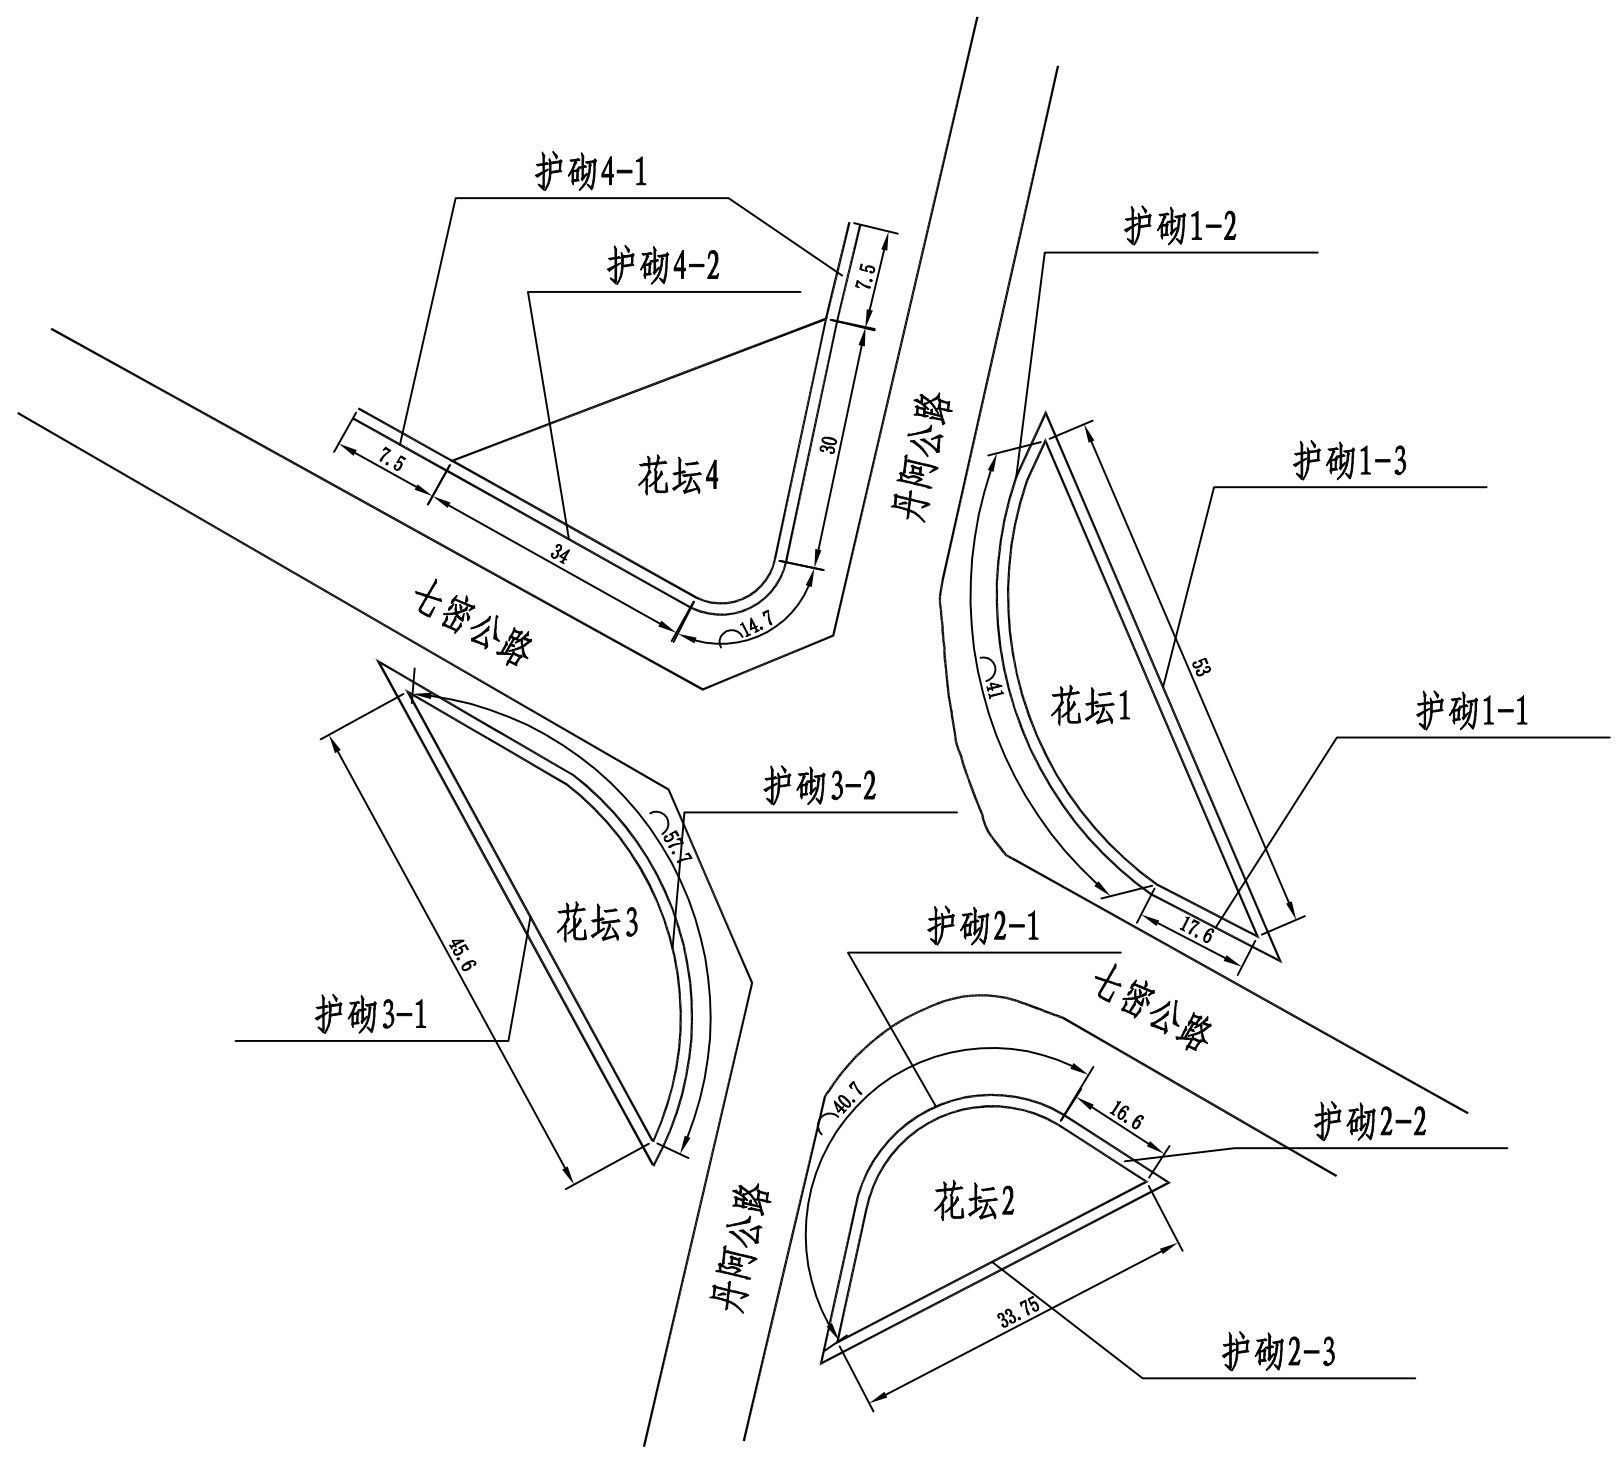 护砌4-1
护砌1-2
护砌4-2
7.5
丹阿公路
30
护砌1-3
7.5
花坛4
34
七密公路
14.7
53
41
花坛1
护砌1-1
护砌3-2
57.7
花坛3
护砌2-1
17.6
45.6
七密公路
护砌3-1
40.7
16.6
护砌2-2
花坛2
丹阿公路
33.75
护砌2-3